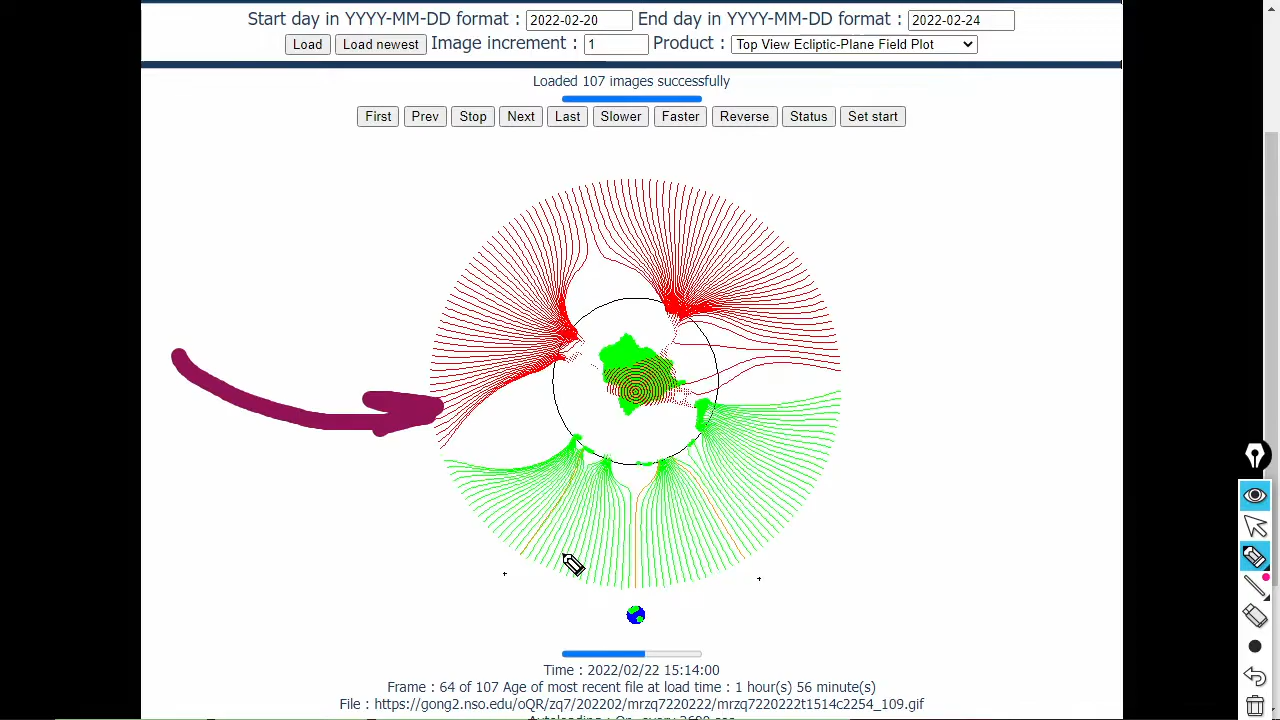 Start day in YYYY-MM-DD format : 2022-02-20 End day in YYYY-MM-DD format : 2022-02-24
Load Load newest Image increment : 1 Product : Top View Ecliptic-Plane Field Plot
Loaded 107 images successfully
First Prev Stop Next Last Slower Faster Reverse Status Set start
Time : 2022/02/22 15:14:00
Frame : 64 of 107 Age of most recent file at load time : 1 hour(s) 56 minute(s)
File : https://gong2.nso.edu/oQR/zq7/202202/mrzq7220222/mrzq7220222t1514c2254_109.gif